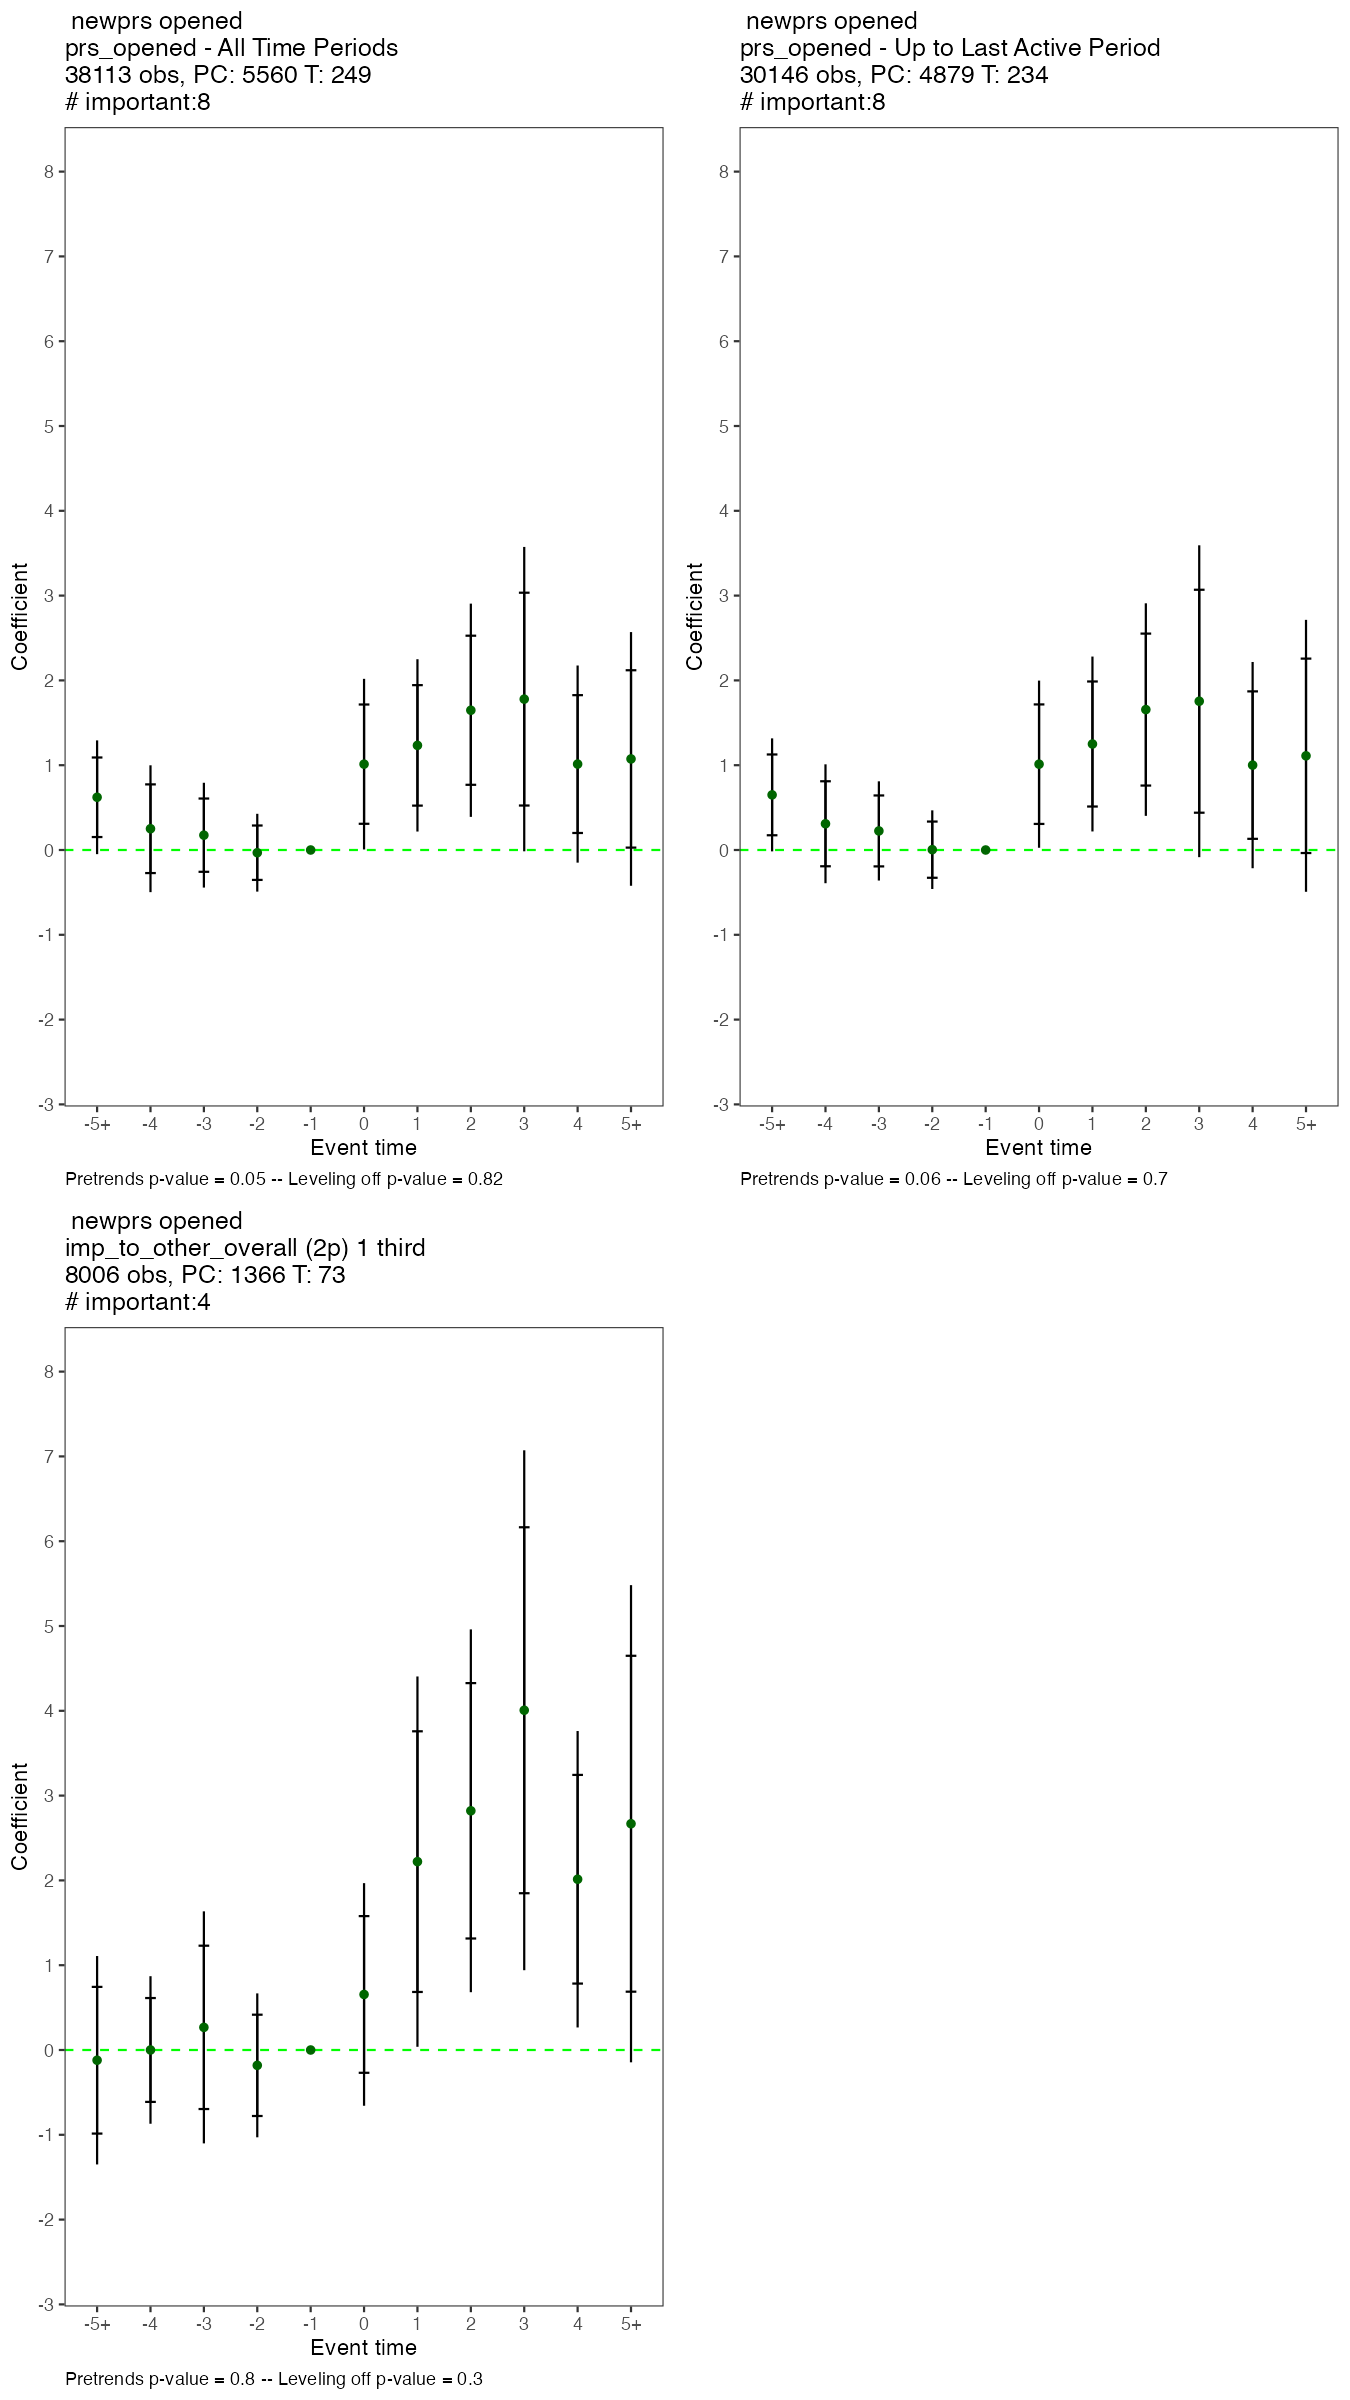 newprs opened
prs_opened - All Time Periods
38113 obs, PC: 5560 T: 249
# important:8
8
7
6
5
4
3
2
1
0
-1
-2
-3
Coefficient
-5+ -4 -3 -2 -1 0 1 2 3 4 5+
Event time
Pretrends p-value = 0.05 -- Leveling off p-value = 0.82
newprs opened
prs_opened - Up to Last Active Period
30146 obs, PC: 4879 T: 234
# important:8
8
7
6
5
4
3
2
1
0
-1
-2
-3
Coefficient
-5+ -4 -3 -2 -1 0 1 2 3 4 5+
Event time
Pretrends p-value = 0.06 -- Leveling off p-value = 0.7
newprs opened
imp_to_other_overall (2p) 1 third
8006 obs, PC: 1366 T: 73
# important:4
8
7
6
5
4
3
2
1
0
-1
-2
-3
Coefficient
-5+ -4 -3 -2 -1 0 1 2 3 4 5+
Event time
Pretrends p-value = 0.8 -- Leveling off p-value = 0.3